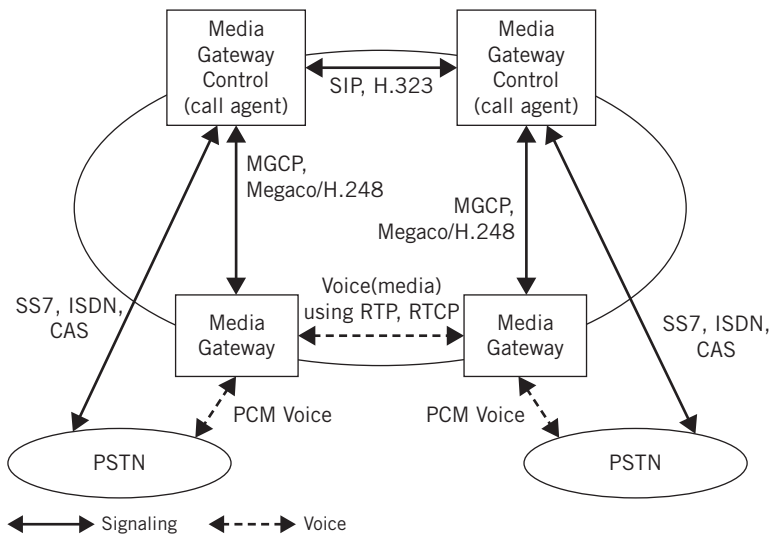 Media
Gateway
Control
(call agent)
Media
Gateway
Control
(call agent)
SIP, H.323
MGCP,
Megaco/H.248
MGCP,
Megaco/H.248
SS7, ISDN,
CAS
Voice(media)
using RTP, RTCP
SS7, ISDN,
CAS
Media
Gateway
Media
Gateway
PCM Voice
PCM Voice
PSTN
PSTN
Signaling
Voice